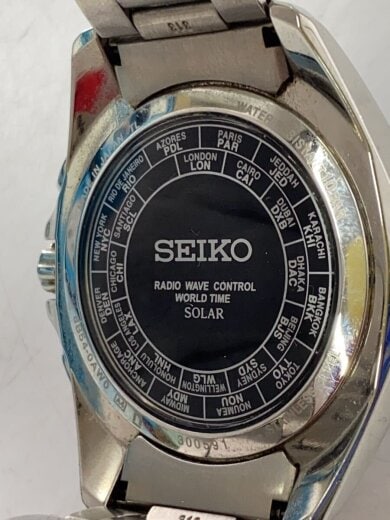 313
WATER
SEIKO
RADIO WAVE CONTROL
WORLD TIME
SOLAR
LONDON
LON
PARIS
PAR
CAIRO
CAI
JEDDAH
JED
DUBAI
DXB
KARACHI
KHI
DHAKA
DAC
BANGKOK
BKK
BEIJING
BJS
TOKYO
TYO
SYDNEY
SYD
NOUMEA
NOU
WELLINGTON
WLG
MIDWAY
MDY
HONOLULU
HNL
ANCHORAGE
ANC
LOS ANGELES
LAX
DENVER
DEN
CHICAGO
CHI
NEW YORK
NYC
SANTIAGO
SCL
RIO DE JANEIRO
RIO
AZORES
PDL
300591